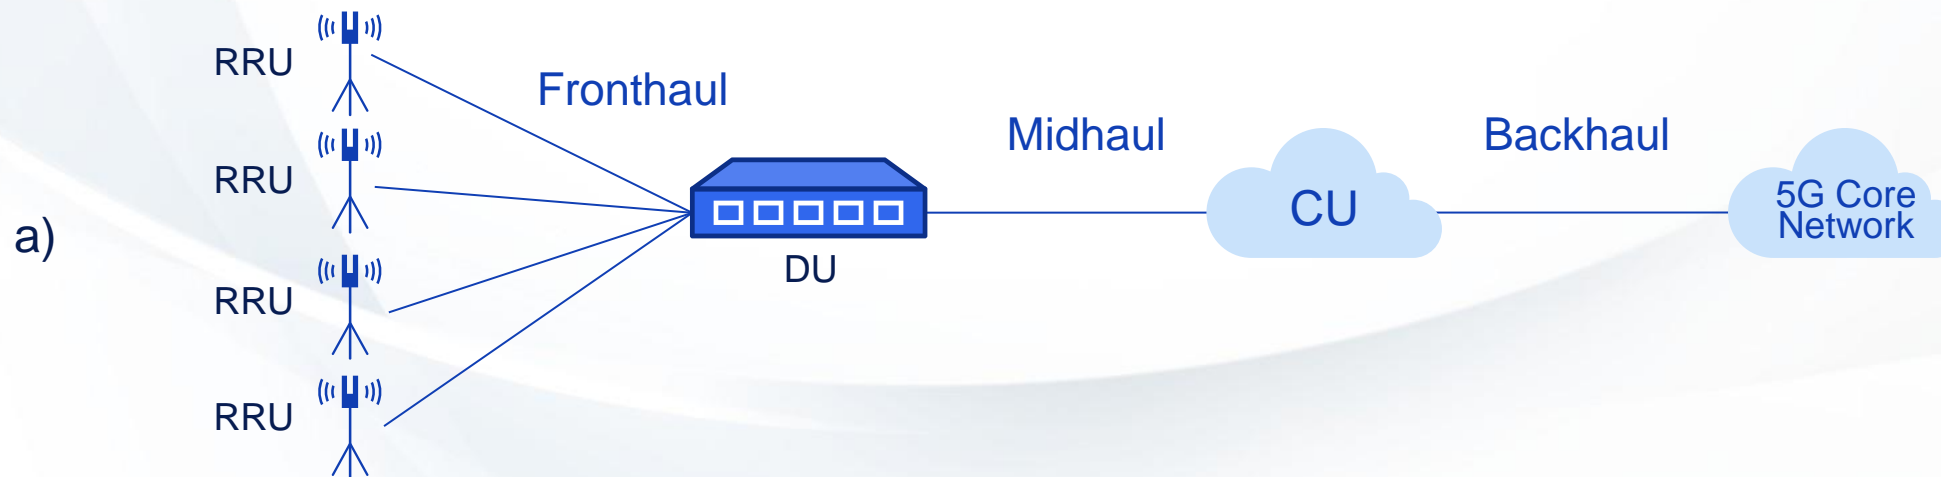 RRU
Fronthaul
Midhaul
Backhaul
RRU
a)
DU
CU
5G Core
Network
RRU
RRU